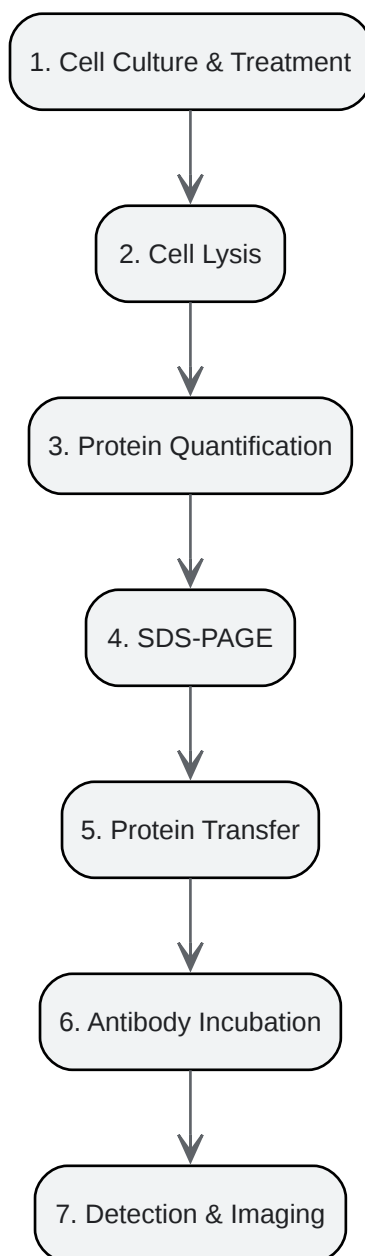 1. Cell Culture & Treatment
2. Cell Lysis
3. Protein Quantification
4. SDS-PAGE
5. Protein Transfer
6. Antibody Incubation
7. Detection & Imaging